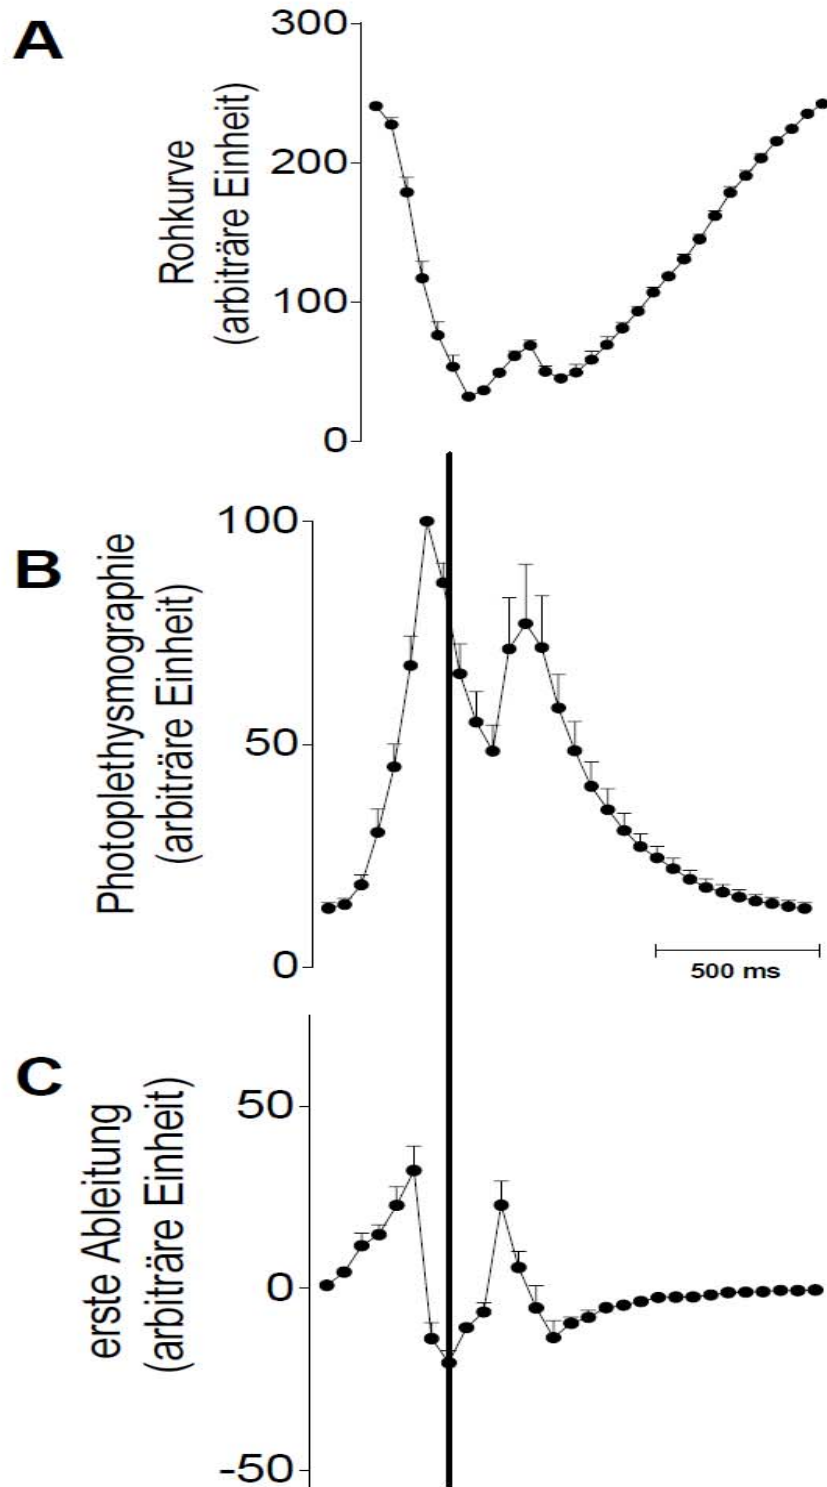 A
Rohkurve
(arbiträre Einheit)
300
200
100
0
B
Photoplethysmographie
(arbiträre Einheit)
100
50
0
500 ms
C
erste Ableitung
(arbiträre Einheit)
50
0
-50